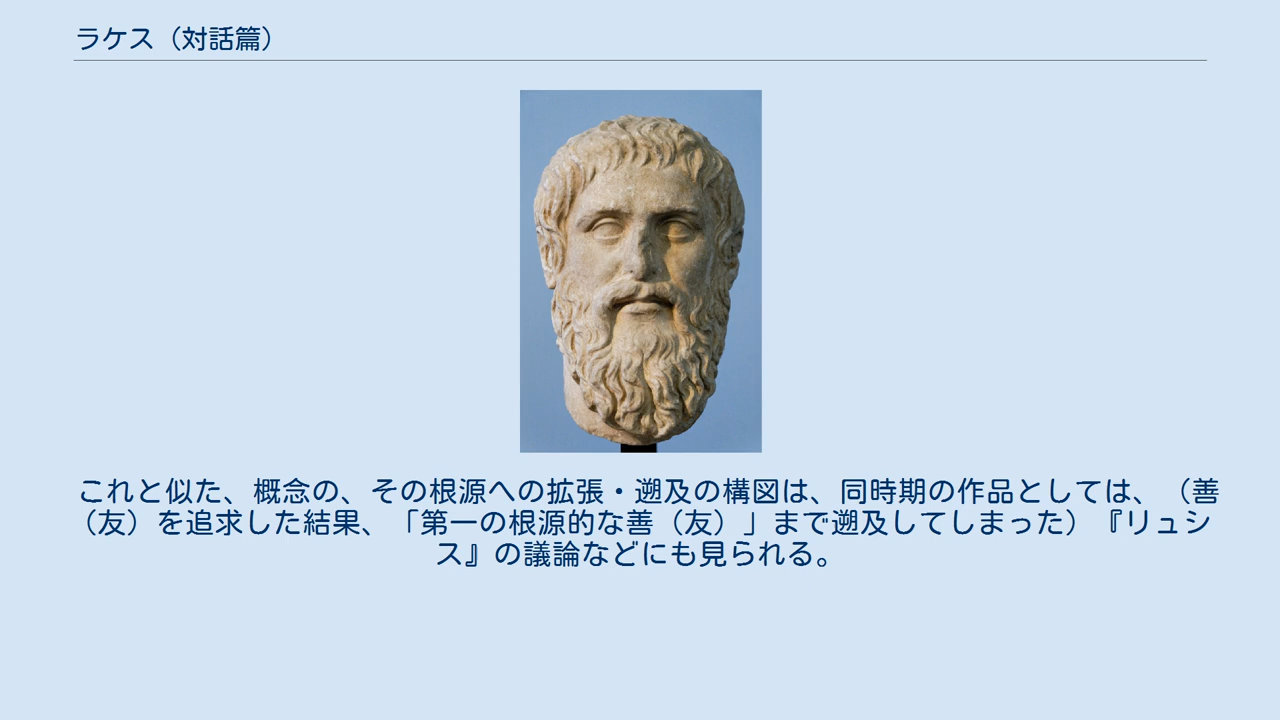 ラケス（対話篇）
これと似た、概念の、その根源への拡張・遡及の構図は、同時期の作品としては、（善
（友）を追求した結果、「第一の根源的な善（友）」まで遡及してしまった）『リュシ
ス』の議論などにも見られる。